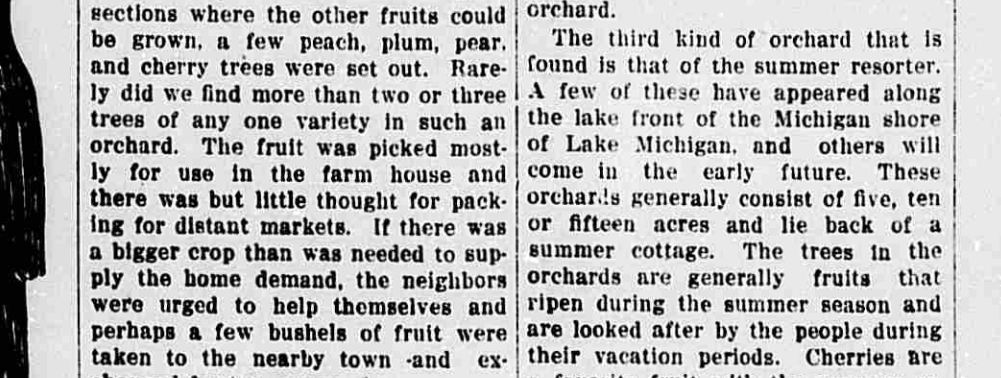 sections where the other fruits could
be grown, a few peach, plum, pear,
and cherry trees were set out. Rare-
ly did we find more than two or three
trees of any one variety in such an
orchard. The fruit was picked most-
ly for use in the farm house and
there was but little thought for pack-
ing for distant markets. If there was
a bigger crop than was needed to sup-
ply the home demand, the neighbors
were urged to help themselves and
perhaps a few bushels of fruit were
taken to the nearby town -and ex-
orchard.
The third kind of orchard that is
found is that of the summer resorter.
A few of these have appeared along
the lake front of the Michigan shore
of Lake Michigan, and others will
come in the early future. These
orchards generally consist of five, ten
or fifteen acres and lie back of a
summer cottage. The trees in the
orchards are generally fruits that
ripen during the summer season and
are looked after by the people during
their vacation periods. Cherries are